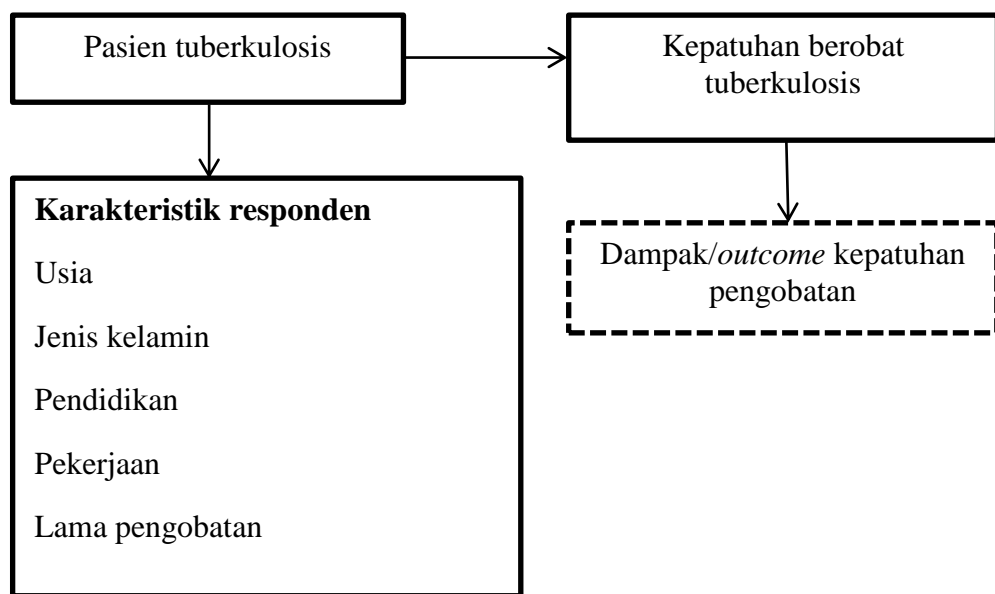 Pasien tuberkulosis
Kepatuhan berobat
tuberkulosis
Karakteristik responden
Usia
Jenis kelamin
Pendidikan
Pekerjaan
Lama pengobatan
Dampak/outcome kepatuhan
pengobatan